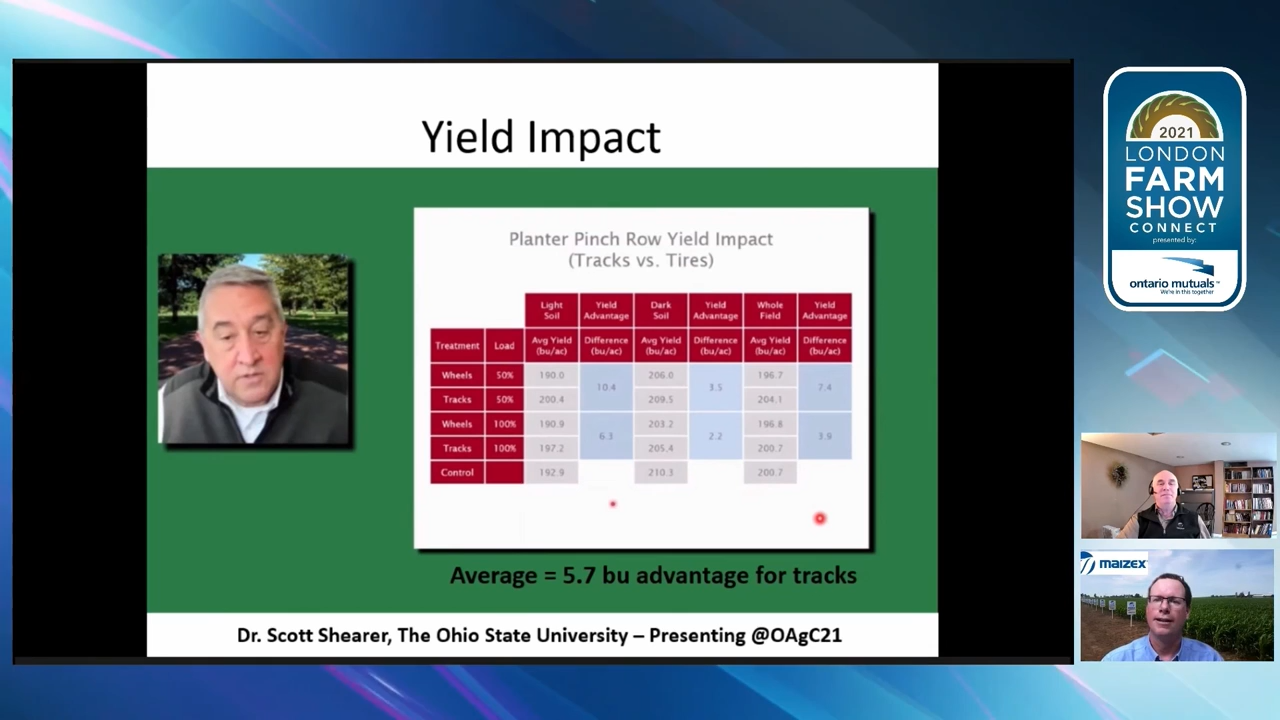 Yield Impact
Planter Pinch Row Yield Impact
(Tracks vs. Tires)
Light Soil Yield Advantage Dark Soil Yield Advantage Whole Field Yield Advantage
Treatment Load Avg Yield (bu/ac) Difference (bu/ac) Avg Yield (bu/ac) Difference (bu/ac) Avg Yield (bu/ac) Difference (bu/ac)
Wheels 50% 190.0 10.4 206.0 3.5 196.7 7.4
Tracks 50% 200.4 209.5 204.1
Wheels 100% 190.9 6.3 203.2 2.2 196.8 3.9
Tracks 100% 197.2 205.4 200.7
Control 192.9 210.3 200.7
Average = 5.7 bu advantage for tracks
Dr. Scott Shearer, The Ohio State University – Presenting @OAgC21
2021
LONDON
FARM
SHOW
CONNECT
presented by:
ontario mutuals™
We're in this together
MAIZEX